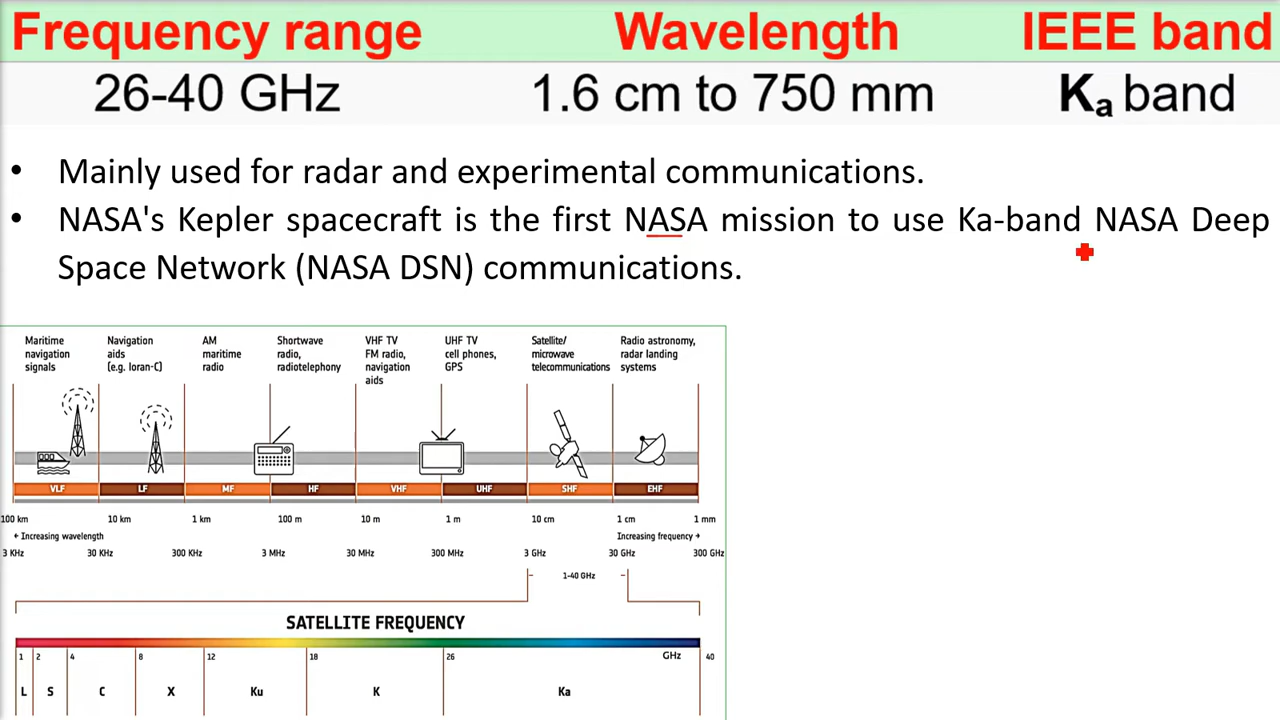 Frequency range Wavelength IEEE band
26-40 GHz 1.6 cm to 750 mm Ka band
• Mainly used for radar and experimental communications.
• NASA's Kepler spacecraft is the first NASA mission to use Ka-band NASA Deep
Space Network (NASA DSN) communications.
Maritime navigation signals
Navigation aids (e.g. loran-C)
AM maritime radio
Shortwave radio, radiotelephony
VHF TV FM radio, navigation aids
UHF TV cell phones, GPS
Satellite/ microwave telecommunications
Radio astronomy, radar landing systems
VLF LF MF HF VHF UHF SHF EHF
100 km 10 km 1 km 100 m 10 m 1 m 10 cm 1 cm 1 mm
Increasing wavelength Increasing frequency
3 KHz 30 KHz 300 KHz 3 MHz 30 MHz 300 MHz 3 GHz 30 GHz 300 GHz
1-40 GHz
SATELLITE FREQUENCY
1 2 4 8 12 18 26 GHz 40
L S C X Ku K Ka